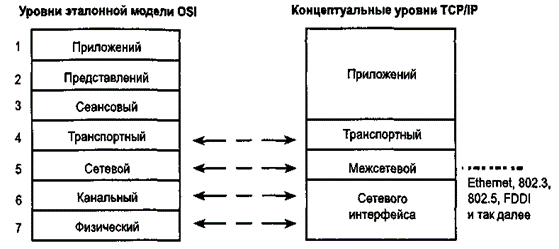 Уровни эталонной модели OSI
1 Приложений
2 Представлений
3 Сеансовый
4 Транспортный
5 Сетевой
6 Канальный
7 Физический
Концептуальные уровни TCP/IP
Приложений
Транспортный
Межсетевой
Сетевого
интерфейса
Ethernet, 802.3,
802.5, FDDI
и так далее